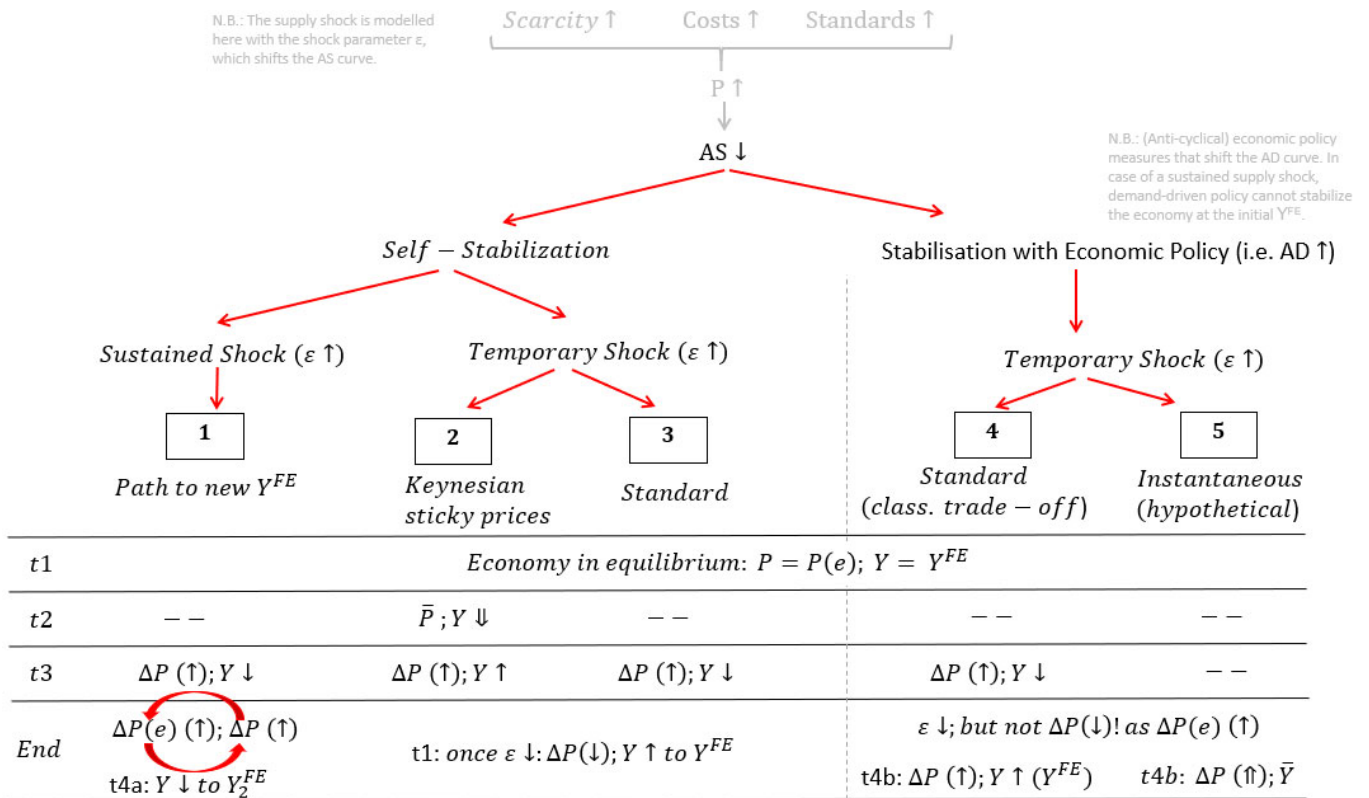 N.B.: The supply shock is modelled
here with the shock parameter ε,
which shifts the AS curve.
Scarcity ↑ Costs ↑ Standards ↑
P ↑
AS ↓
N.B.: (Anti-cyclical) economic policy
measures that shift the AD curve. In
case of a sustained supply shock,
demand-driven policy cannot stabilize
the economy at the initial Y^FE.
Self − Stabilization
Stabilisation with Economic Policy (i.e. AD ↑)
Sustained Shock (ε ↑) Temporary Shock (ε ↑) Temporary Shock (ε ↑)
1 2 3 4 5
Path to new Y^FE
Keynesian
sticky prices
Standard
Standard
(class. trade − off)
Instantaneous
(hypothetical)
t1 Economy in equilibrium: P = P(e); Y = Y^FE
t2 −− P̄ ; Y ⇓ −− −− −−
t3 ΔP (↑); Y ↓ ΔP (↑); Y ↑ ΔP (↑); Y ↓ ΔP (↑); Y ↓ −−
End
ΔP(e) (↑); ΔP (↑)
t4a: Y ↓ to Y₂^FE
t1: once ε ↓: ΔP(↓); Y ↑ to Y^FE
ε ↓; but not ΔP(↓)! as ΔP(e) (↑)
t4b: ΔP (↑); Y ↑ (Y^FE) t4b: ΔP (⇑); Ȳ